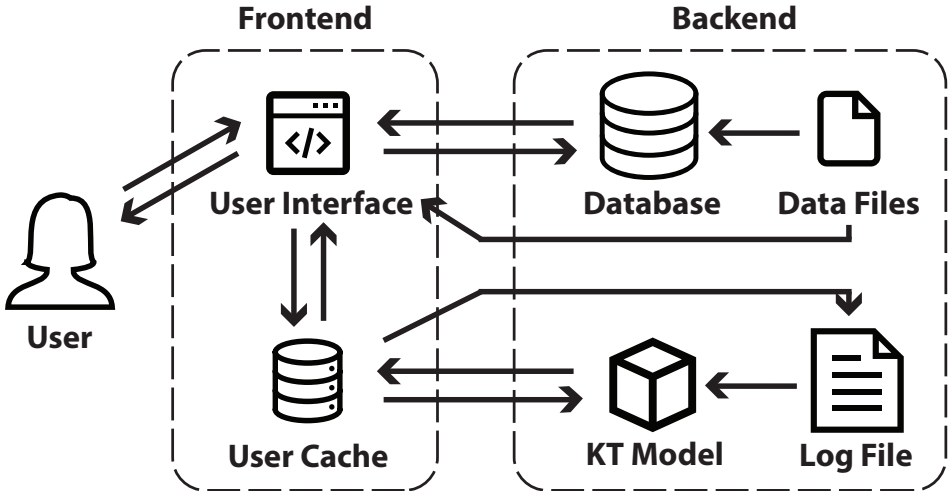 Frontend
Backend
</>
User Interface
Database
Data Files
User
User Cache
KT Model
Log File